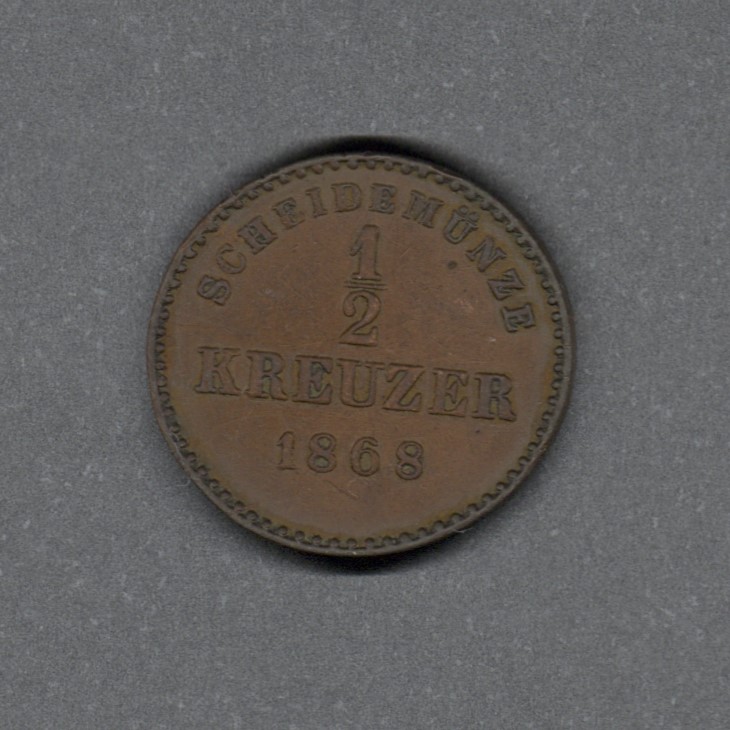 SCHEIDEMÜNZE
1/2
KREUZER
1868